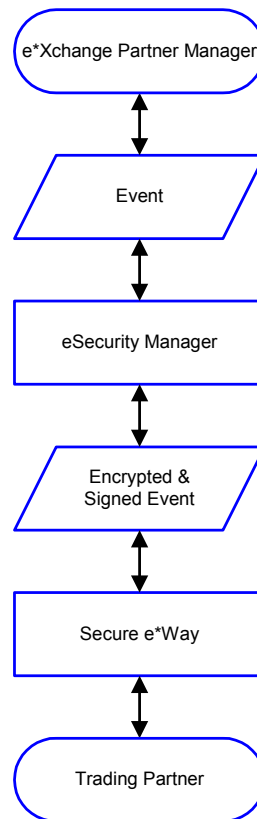 e*Xchange Partner Manager
Event
eSecurity Manager
Encrypted &
Signed Event
Secure e*Way
Trading Partner